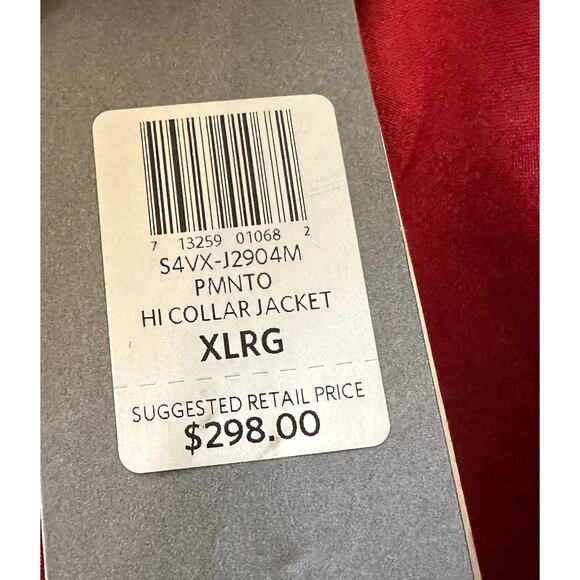 7 13259 01068 2
S4VX-J2904M
PMNTO
HI COLLAR JACKET
XLRG
SUGGESTED RETAIL PRICE
$298.00